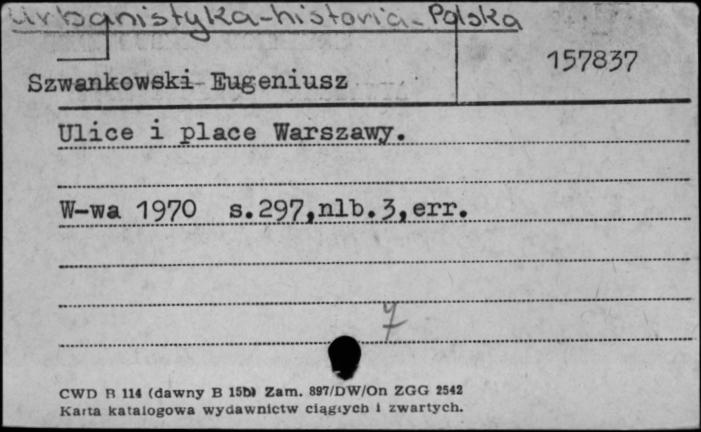 Urbanistyka-historia-Polska
157837
Szwankowski Eugeniusz
Ulice i place Warszawy.
W-wa 1970 s.297,nlb.3,err.
7
CWD B 114 (dawny B 15b) Zam. 897/DW/On ZGG 2542
Karta katalogowa wydawnictw ciągłych i zwartych.